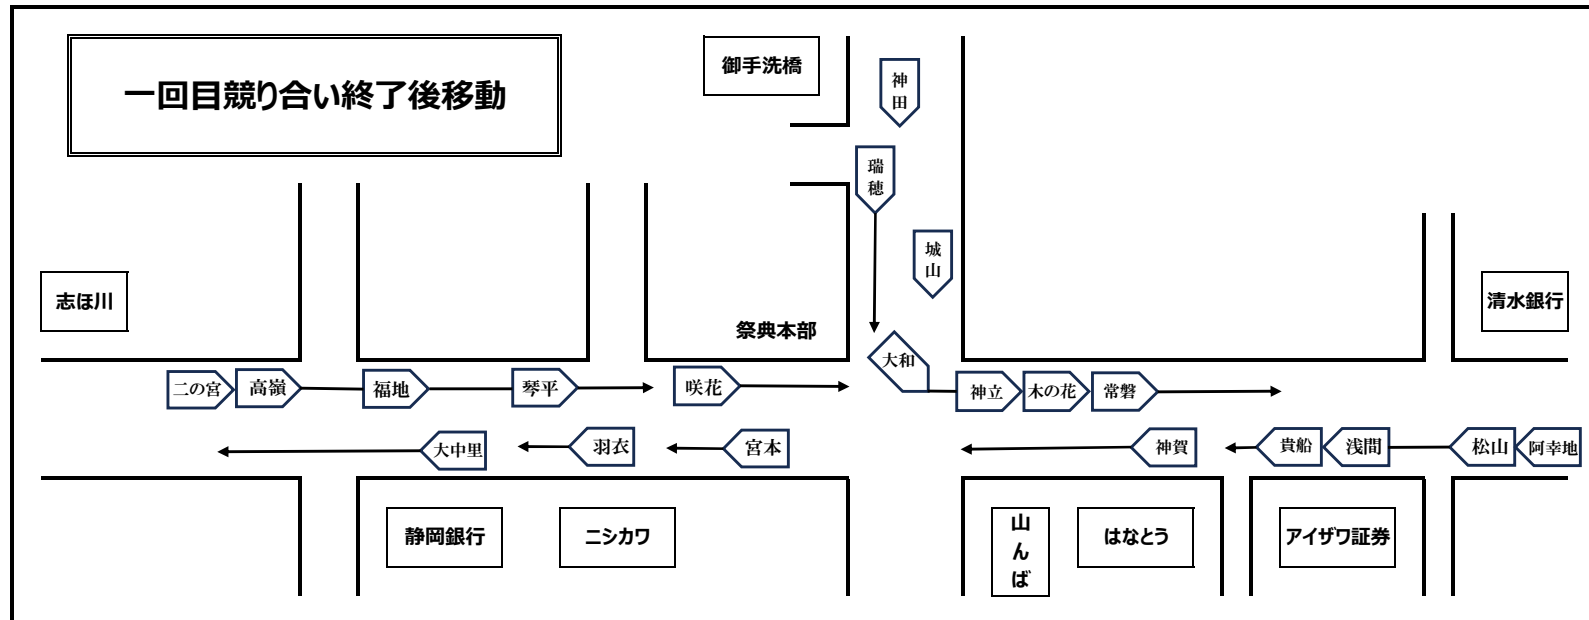 一回目競り合い終了後移動
御手洗橋
神田
瑞穂
城山
志ほ川
清水銀行
祭典本部
大和
二の宮
高嶺
福地
琴平
咲花
神立
木の花
常磐
大中里
羽衣
宮本
神賀
貴船
浅間
松山
阿幸地
静岡銀行
ニシカワ
山んば
はなとう
アイザワ証券